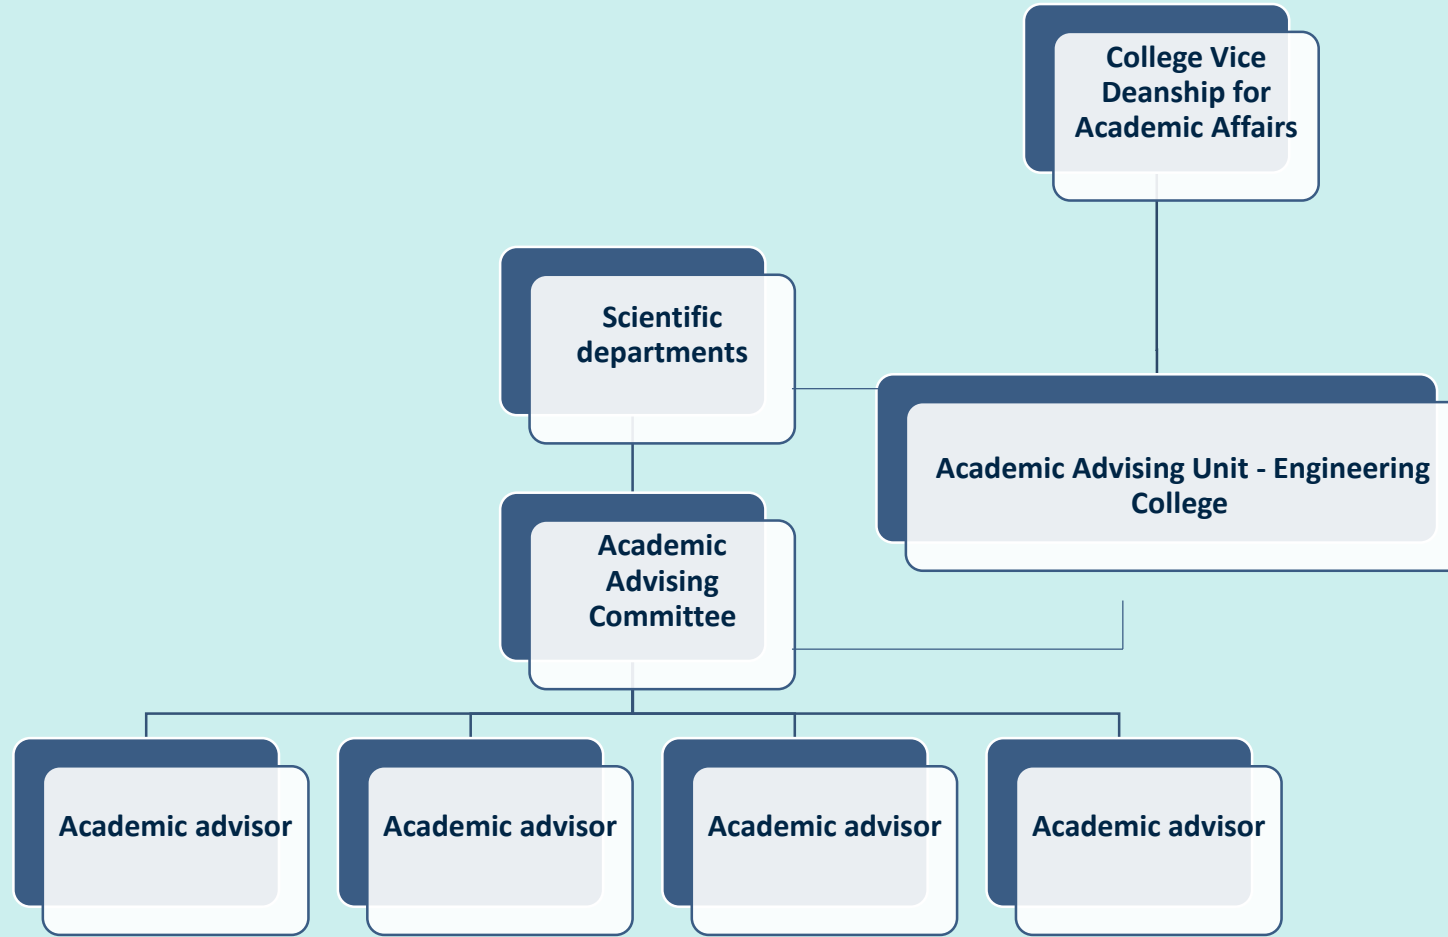 College Vice
Deanship for
Academic Affairs
Scientific
departments
Academic Advising Unit - Engineering
College
Academic
Advising
Committee
Academic advisor
Academic advisor
Academic advisor
Academic advisor